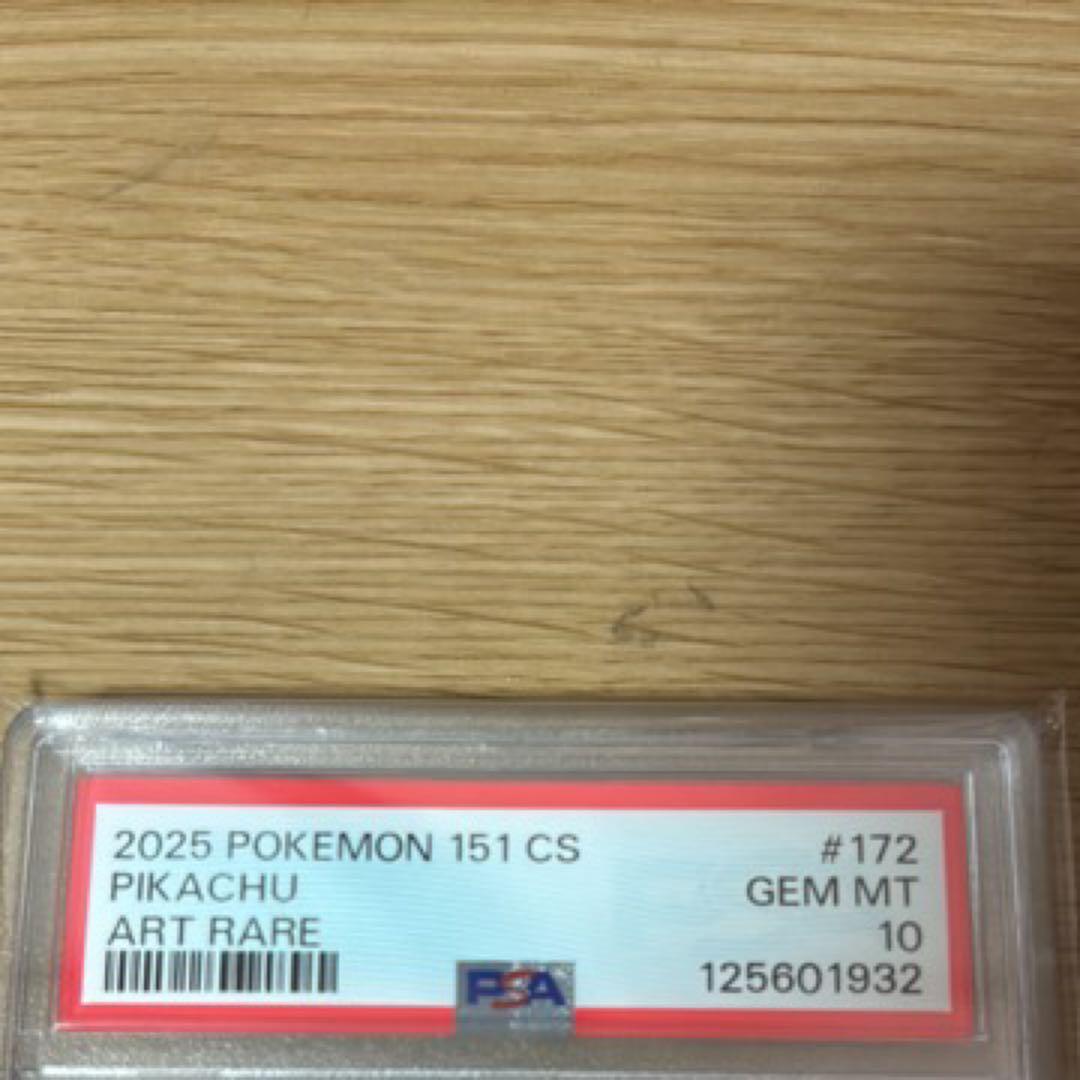 2025 POKEMON 151 CS #172
PIKACHU GEM MT
ART RARE 10
PSA 125601932